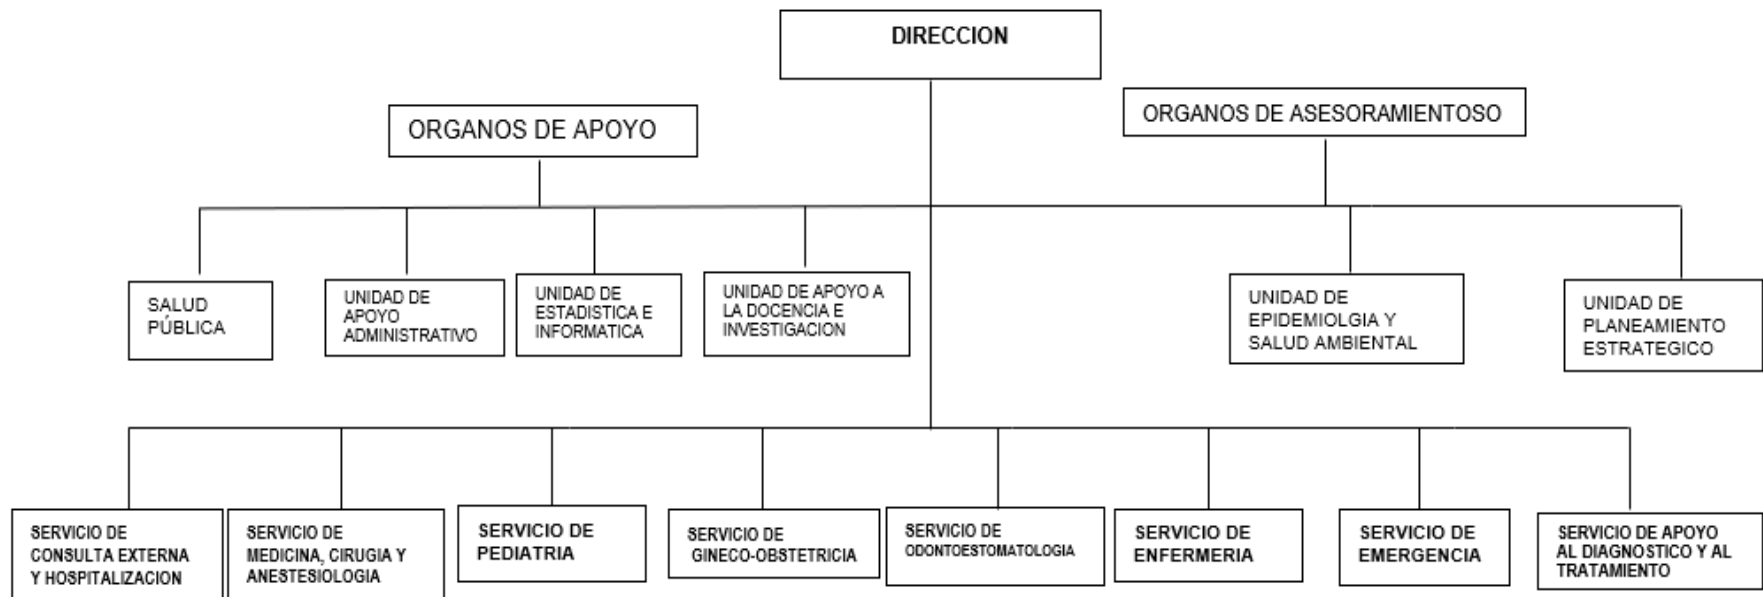 DIRECCION
ORGANOS DE APOYO
ORGANOS DE ASESORAMIENTOSO
SALUD
PÚBLICA
UNIDAD DE
APOYO
ADMINISTRATIVO
UNIDAD DE
ESTADISTICA E
INFORMATICA
UNIDAD DE APOYO A
LA DOCENCIA E
INVESTIGACION
UNIDAD DE
EPIDEMIOLGIA Y
SALUD AMBIENTAL
UNIDAD DE
PLANEAMIENTO
ESTRATEGICO
SERVICIO DE
CONSULTA EXTERNA
Y HOSPITALIZACION
SERVICIO DE
MEDICINA, CIRUGIA Y
ANESTESIOLOGIA
SERVICIO DE
PEDIATRIA
SERVICIO DE
GINECO-OBSTETRICIA
SERVICIO DE
ODONTOESTOMATOLOGIA
SERVICIO DE
ENFERMERIA
SERVICIO DE
EMERGENCIA
SERVICIO DE APOYO
AL DIAGNOSTICO Y AL
TRATAMIENTO